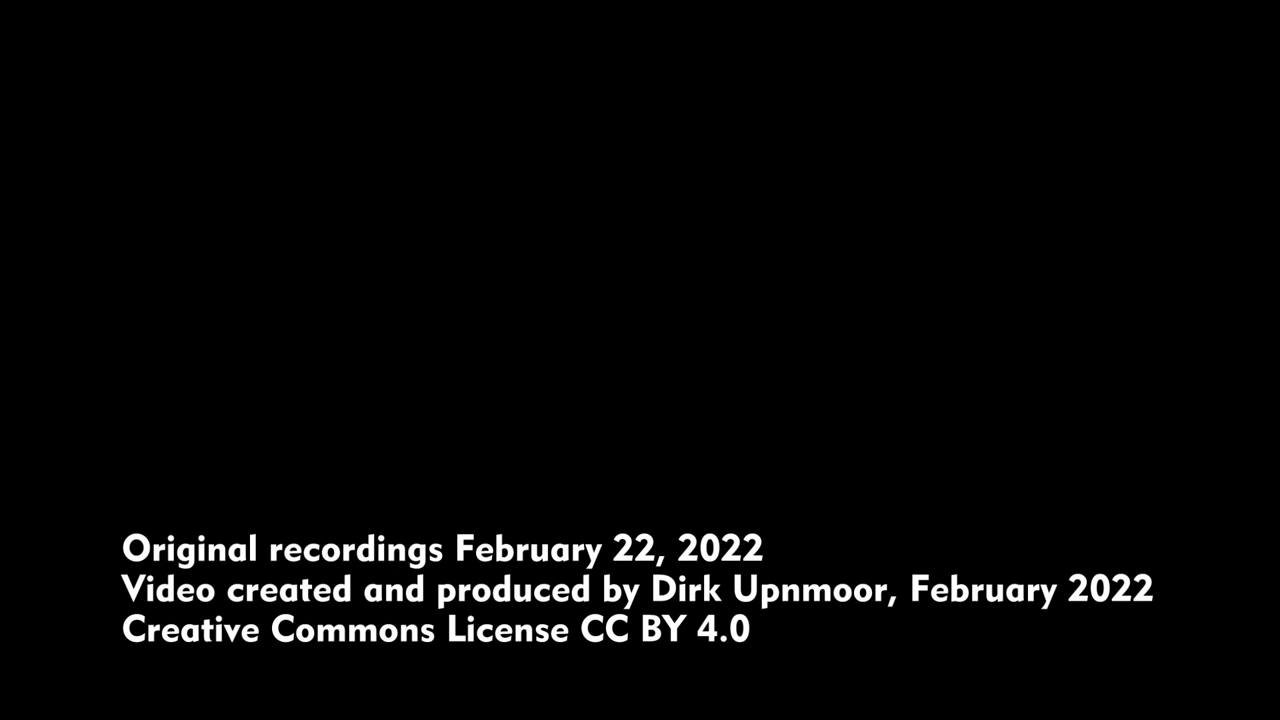 Original recordings February 22, 2022
Video created and produced by Dirk Upnmoor, February 2022
Creative Commons License CC BY 4.0